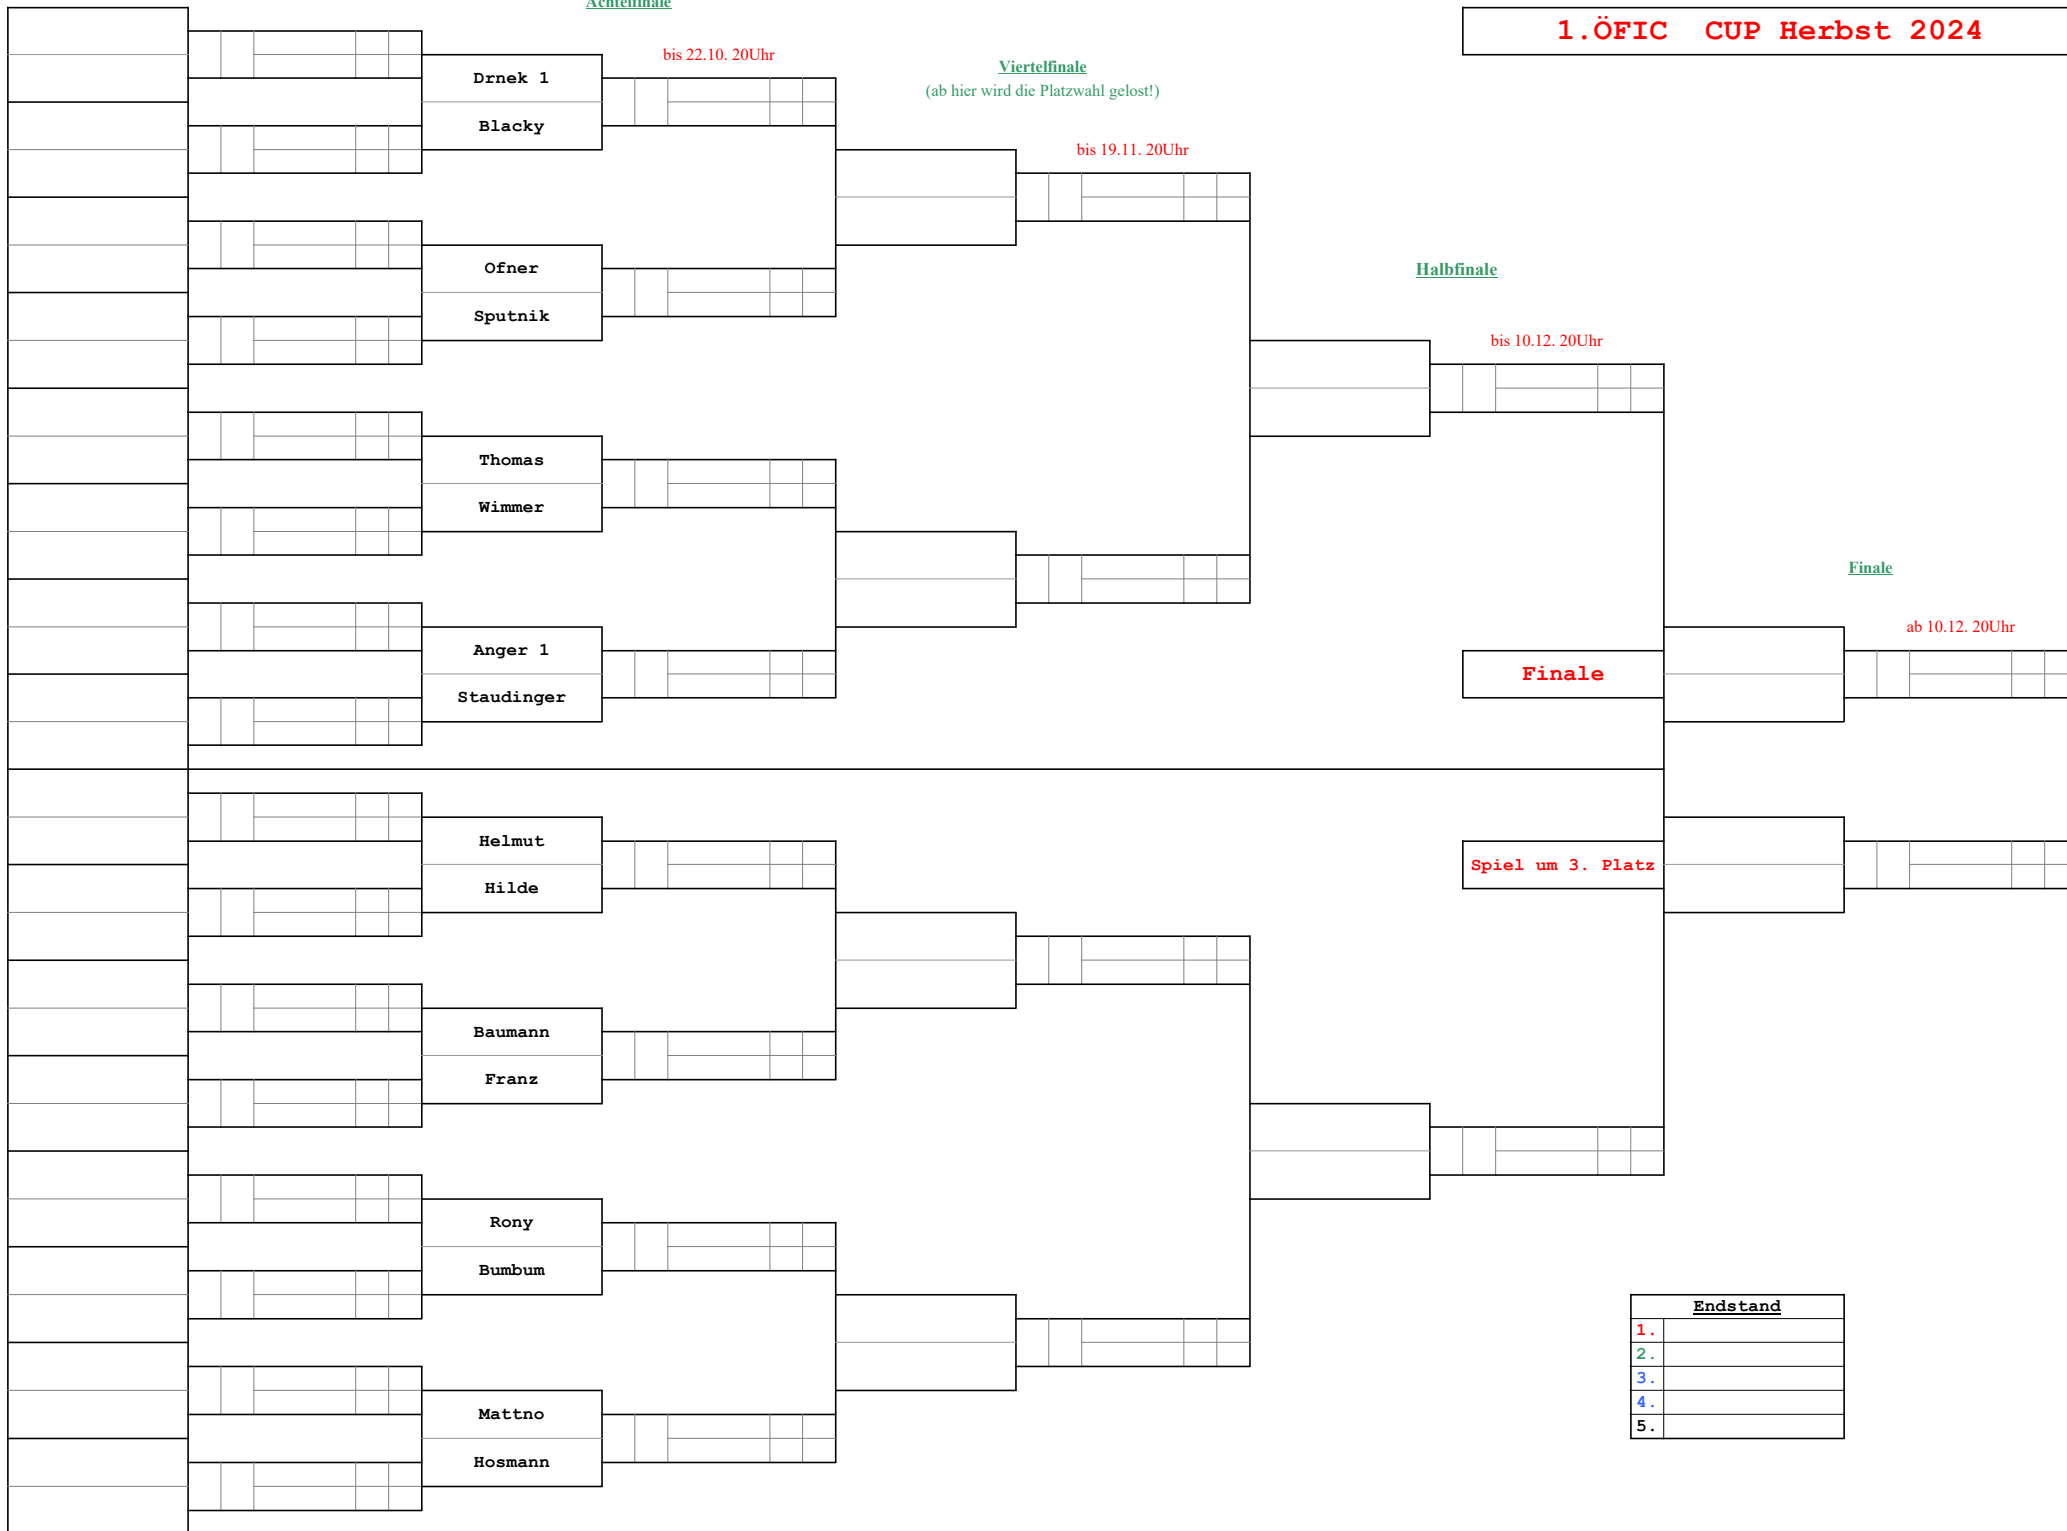 Achtelfinale
1.ÖFIC CUP Herbst 2024
bis 22.10. 20Uhr
Viertelfinale
(ab hier wird die Platzwahl gelost!)
Drnek 1
Blacky
bis 19.11. 20Uhr
Ofner
Sputnik
Halbfinale
bis 10.12. 20Uhr
Thomas
Wimmer
Finale
ab 10.12. 20Uhr
Anger 1
Staudinger
Finale
Helmut
Hilde
Spiel um 3. Platz
Baumann
Franz
Rony
Bumbum
Mattno
Hosmann
Endstand
1.
2.
3.
4.
5.